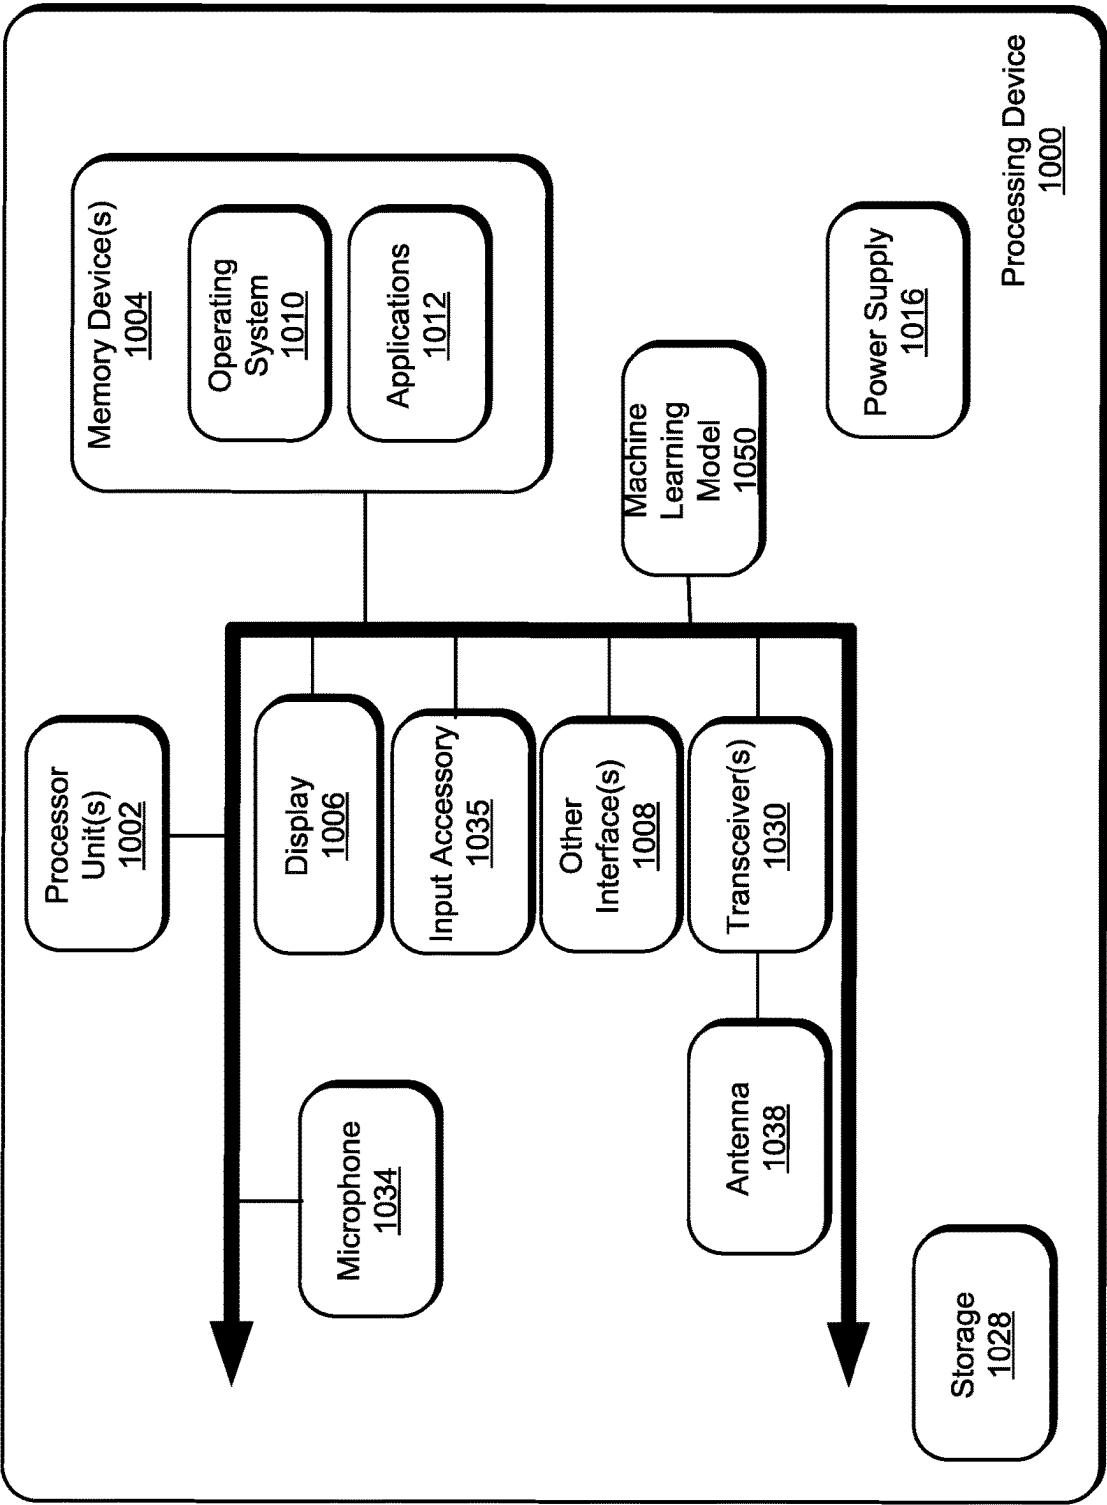 Processor
Unit(s)
1002
Memory Device(s)
1004
Operating
System
1010
Applications
1012
Display
1006
Microphone
1034
Input Accessory
1035
Other
Interface(s)
1008
Machine
Learning
Model
1050
Transceiver(s)
1030
Antenna
1038
Power Supply
1016
Storage
1028
Processing Device
1000